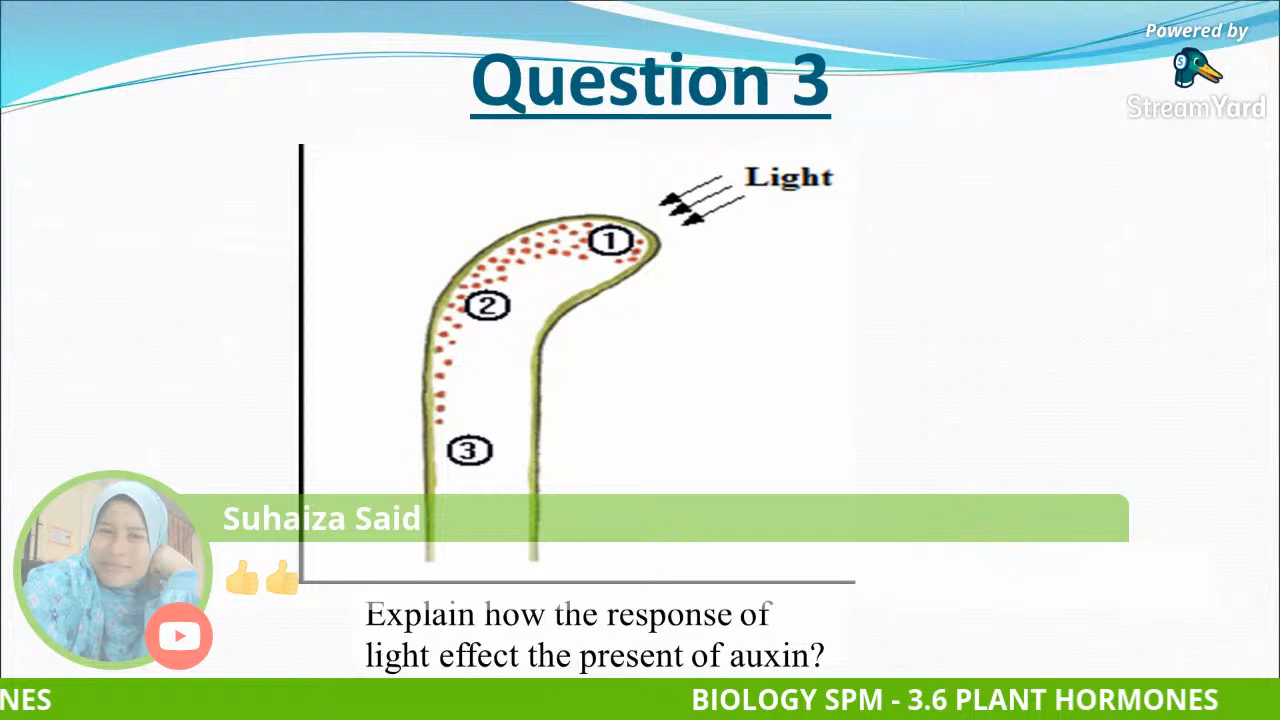 Powered by
StreamYard
Question 3
Light
1
2
3
Suhaiza Said
Explain how the response of
light effect the present of auxin?
NES
BIOLOGY SPM - 3.6 PLANT HORMONES